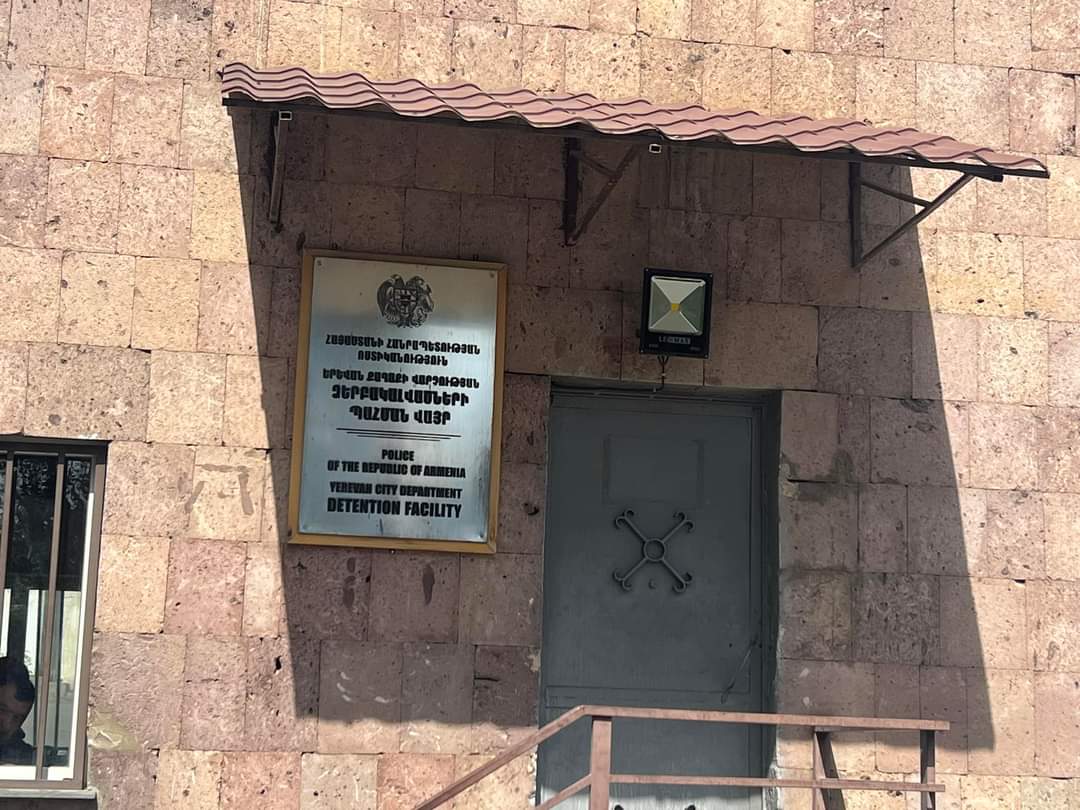 ՀԱՅԱՍՏԱՆԻ ՀԱՆՐԱՊԵՏՈՒԹՅԱՆ
ՈՍՏԻԿԱՆՈՒԹՅՈՒՆ
ԵՐԵՎԱՆ ՔԱՂԱՔԻ ՎԱՐՉՈՒԹՅԱՆ
ՁԵՐԲԱԿԱԼՎԱԾՆԵՐԻ
ՊԱՀՄԱՆ ՎԱՅՐ
POLICE
OF THE REPUBLIC OF ARMENIA
YEREVAN CITY DEPARTMENT
DETENTION FACILITY